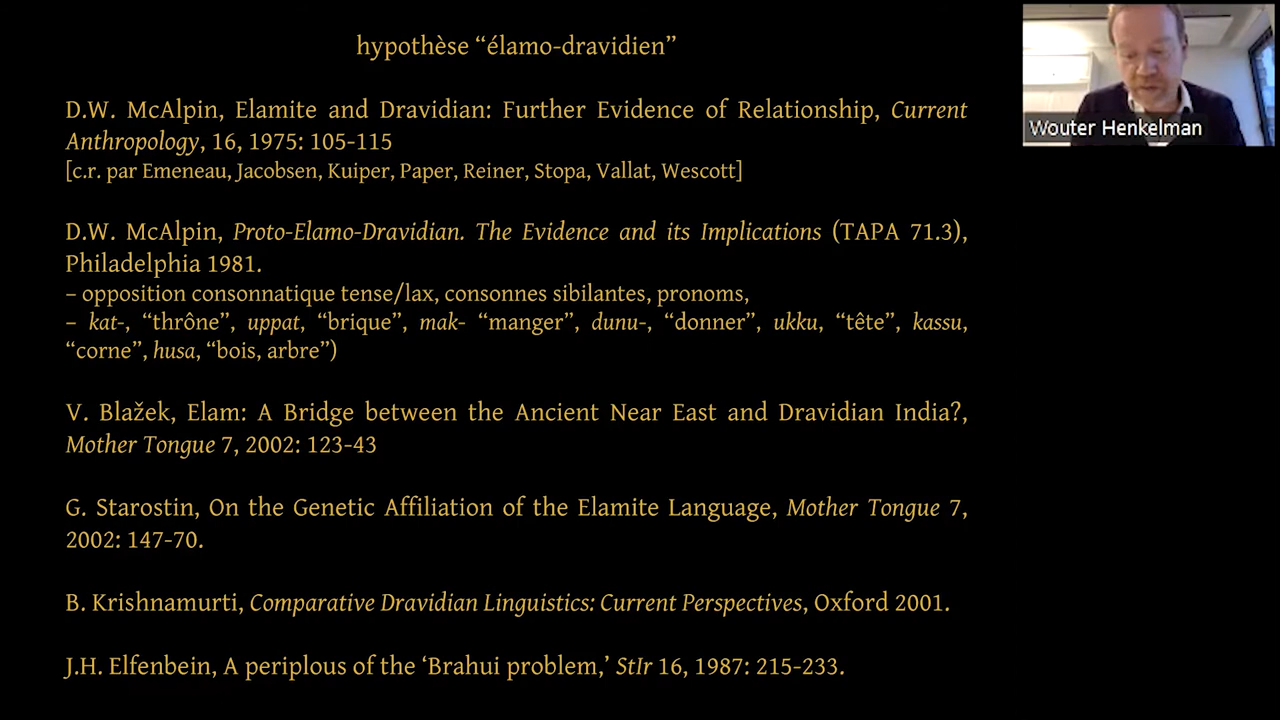 hypothèse “élamo-dravidien”
D.W. McAlpin, Elamite and Dravidian: Further Evidence of Relationship, Current
Anthropology, 16, 1975: 105-115
[c.r. par Emeneau, Jacobsen, Kuiper, Paper, Reiner, Stopa, Vallat, Wescott]
D.W. McAlpin, Proto-Elamo-Dravidian. The Evidence and its Implications (TAPA 71.3),
Philadelphia 1981.
– opposition consonnatique tense/lax, consonnes sibilantes, pronoms,
– kat-, “thrône”, uppat, “brique”, mak- “manger”, dunu-, “donner”, ukku, “tête”, kassu,
“corne”, husa, “bois, arbre”)
V. Blažek, Elam: A Bridge between the Ancient Near East and Dravidian India?,
Mother Tongue 7, 2002: 123-43
G. Starostin, On the Genetic Affiliation of the Elamite Language, Mother Tongue 7,
2002: 147-70.
B. Krishnamurti, Comparative Dravidian Linguistics: Current Perspectives, Oxford 2001.
J.H. Elfenbein, A periplous of the ‘Brahui problem,’ StIr 16, 1987: 215-233.
Wouter Henkelman